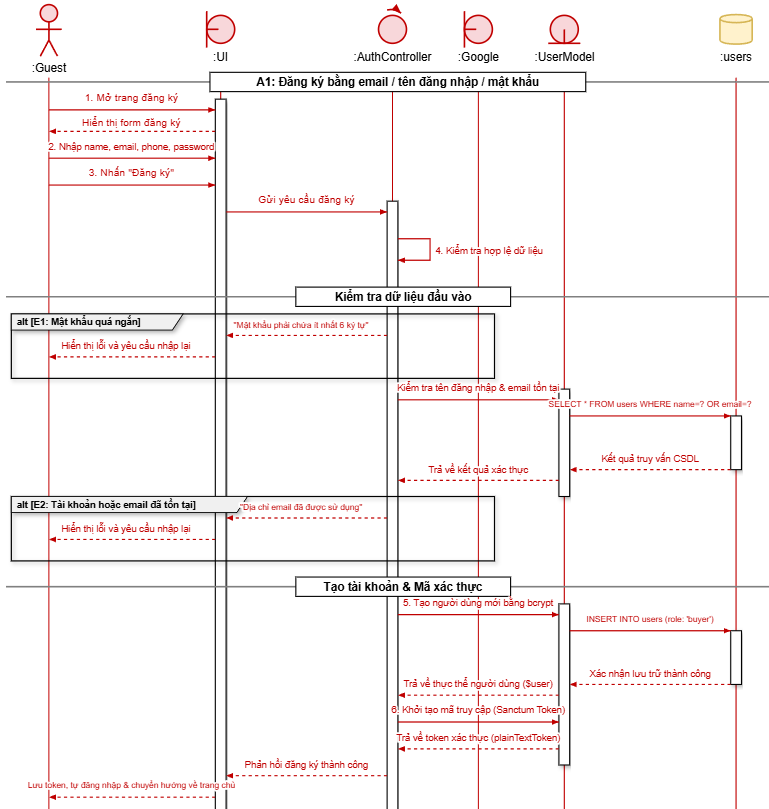 :Guest
:UI
:AuthController
:Google
:UserModel
:users
A1: Đăng ký bằng email / tên đăng nhập / mật khẩu
1. Mở trang đăng ký
Hiển thị form đăng ký
2. Nhập name, email, phone, password
3. Nhấn "Đăng ký"
Gửi yêu cầu đăng ký
4. Kiểm tra hợp lệ dữ liệu
Kiểm tra dữ liệu đầu vào
alt [E1: Mật khẩu quá ngắn]
"Mật khẩu phải chứa ít nhất 6 ký tự"
Hiển thị lỗi và yêu cầu nhập lại
Kiểm tra tên đăng nhập & email tồn tại
SELECT * FROM users WHERE name=? OR email=?
Kết quả truy vấn CSDL
Trả về kết quả xác thực
alt [E2: Tài khoản hoặc email đã tồn tại]
"Địa chỉ email đã được sử dụng"
Hiển thị lỗi và yêu cầu nhập lại
Tạo tài khoản & Mã xác thực
5. Tạo người dùng mới bằng bcrypt
INSERT INTO users (role: 'buyer')
Xác nhận lưu trữ thành công
Trả về thực thể người dùng ($user)
6. Khởi tạo mã truy cập (Sanctum Token)
Trả về token xác thực (plainTextToken)
Phản hồi đăng ký thành công
Lưu token, tự đăng nhập & chuyển hướng về trang chủ